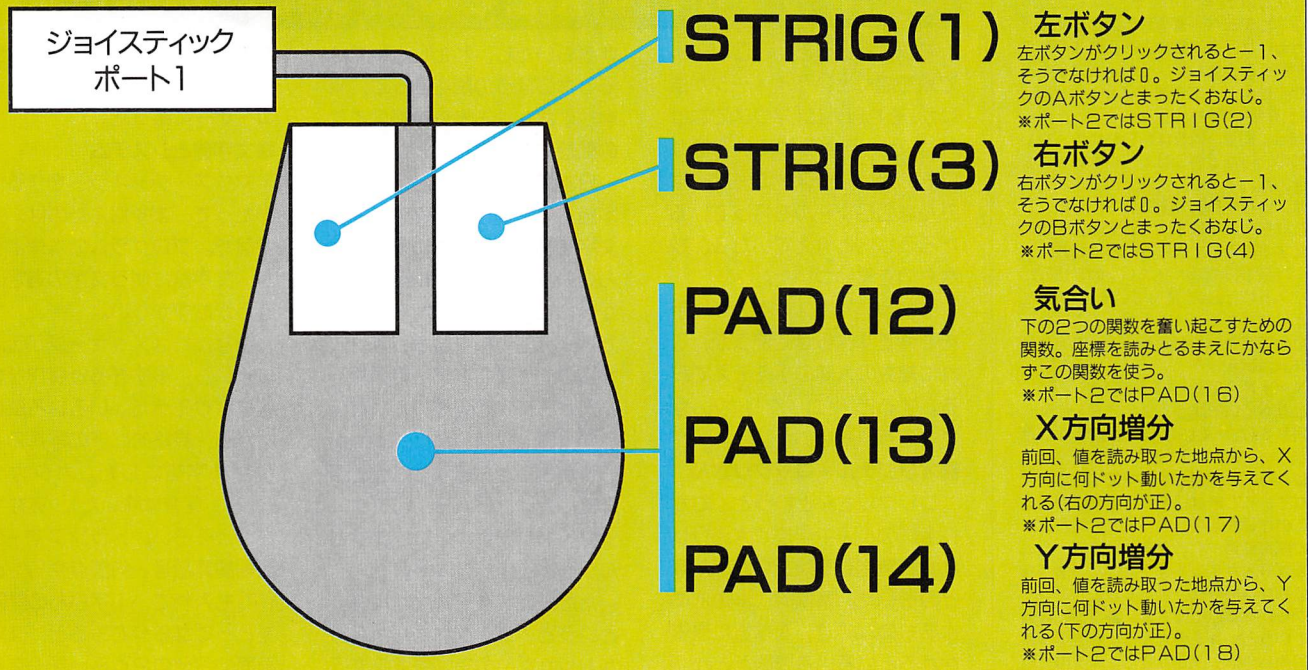 ジョイスティック
ポート1
STRIG(1)
左ボタン
左ボタンがクリックされると－1、
そうでなければ0。ジョイスティッ
クのAボタンとまったくおなじ。
※ポート2ではSTRIG(2)
STRIG(3)
右ボタン
右ボタンがクリックされると－1、
そうでなければ0。ジョイスティッ
クのBボタンとまったくおなじ。
※ポート2ではSTRIG(4)
PAD(12)
気合い
下の2つの関数を奮い起こすための
関数。座標を読みとるまえにかなら
ずこの関数を使う。
※ポート2ではPAD(16)
PAD(13)
X方向増分
前回、値を読み取った地点から、X
方向に何ドット動いたかを与えてく
れる(右の方向が正)。
※ポート2ではPAD(17)
PAD(14)
Y方向増分
前回、値を読み取った地点から、Y
方向に何ドット動いたかを与えてく
れる(下の方向が正)。
※ポート2ではPAD(18)